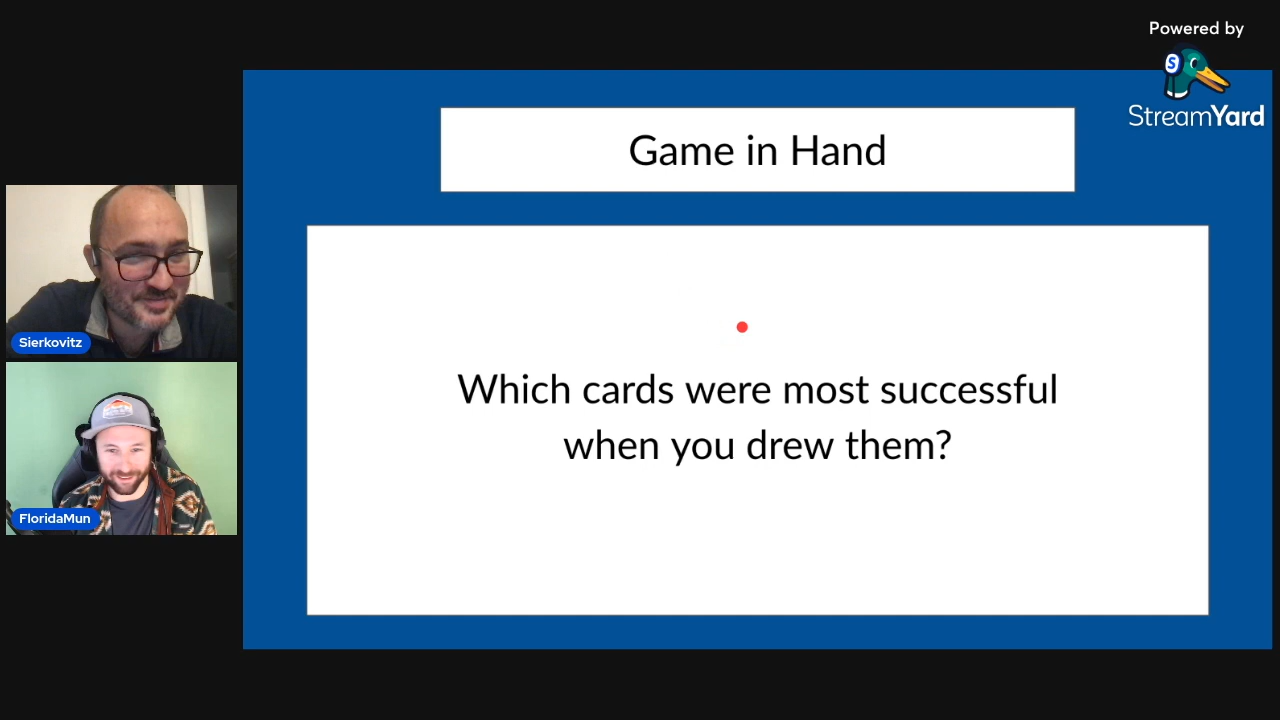 Powered by
S
StreamYard
Game in Hand
Which cards were most successful
when you drew them?
Sierkovitz
FloridaMun